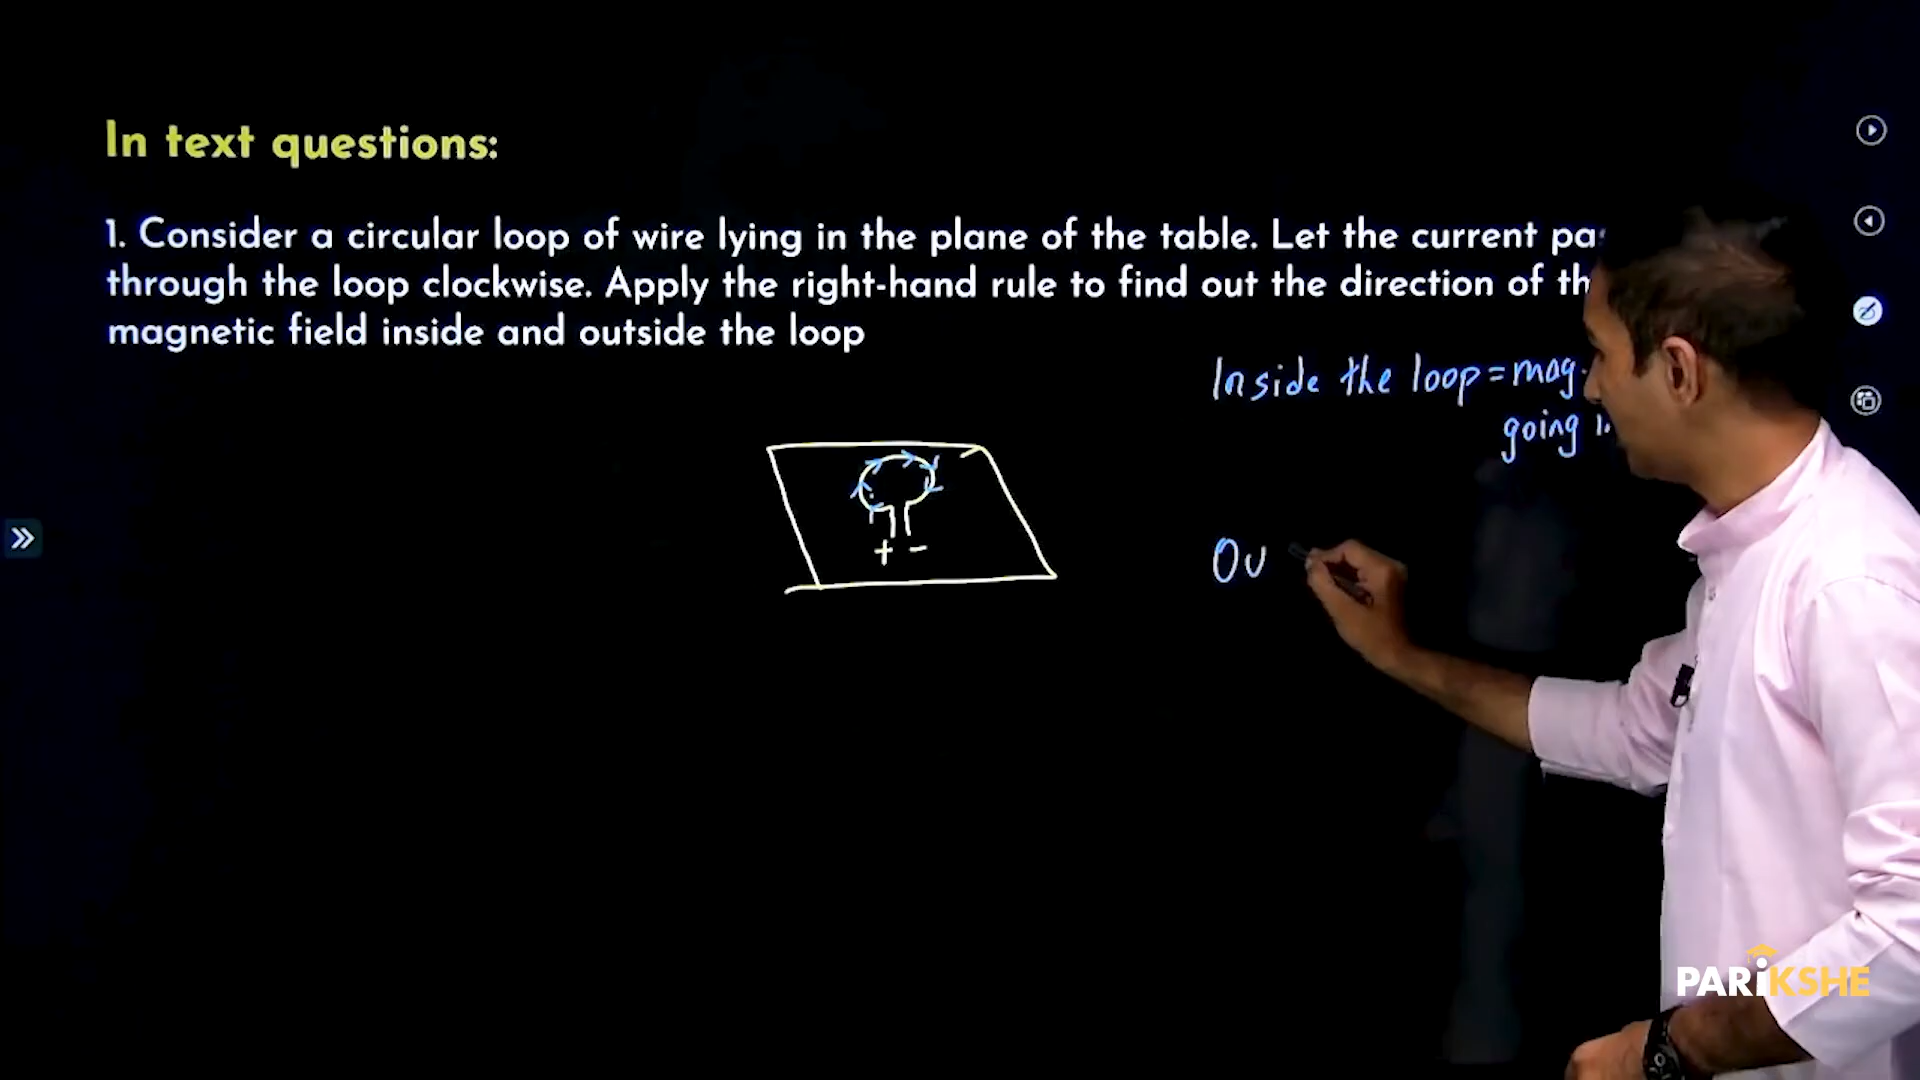 In text questions:
1. Consider a circular loop of wire lying in the plane of the table. Let the current
through the loop clockwise. Apply the right-hand rule to find out the direction of
magnetic field inside and outside the loop
Inside the loop = mag.
going
+ -
Ou
PARiKSHE